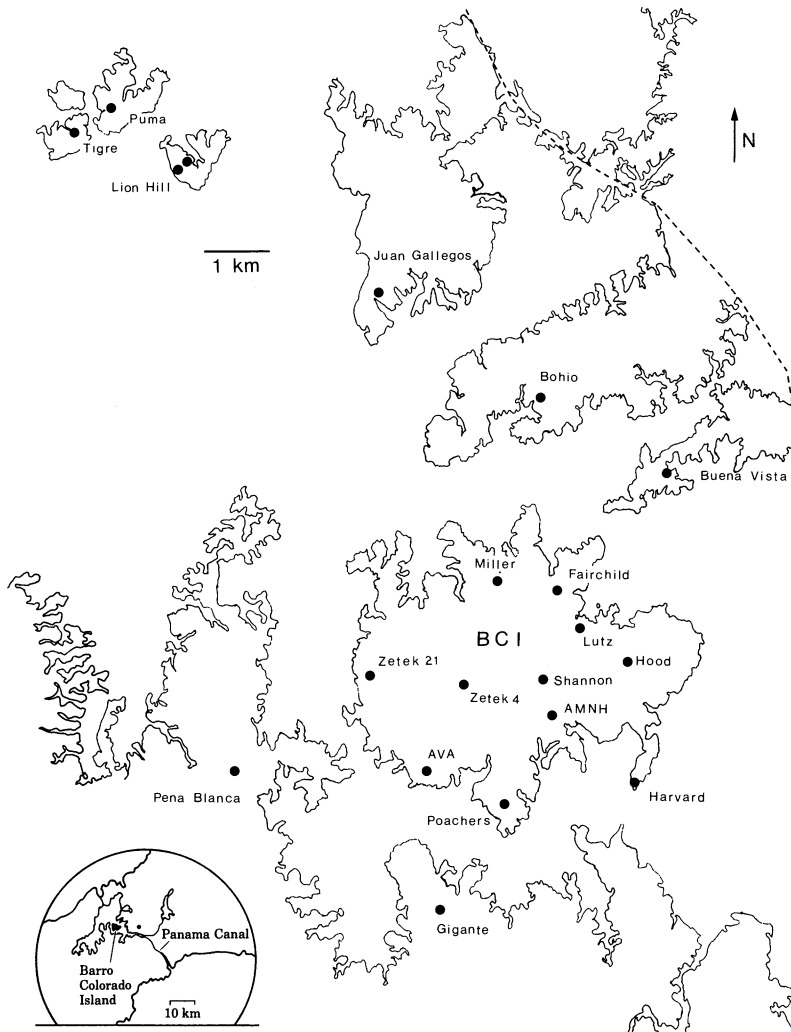 Puma
Tigre
Lion Hill
N
1 km
Juan Gallegos
Bohio
Buena Vista
Miller
Fairchild
BCI
Lutz
Zetek 21
Hood
Shannon
Zetek 4
AMNH
AVA
Pena Blanca
Harvard
Poachers
Gigante
Panama Canal
Barro
Colorado
Island
10 km